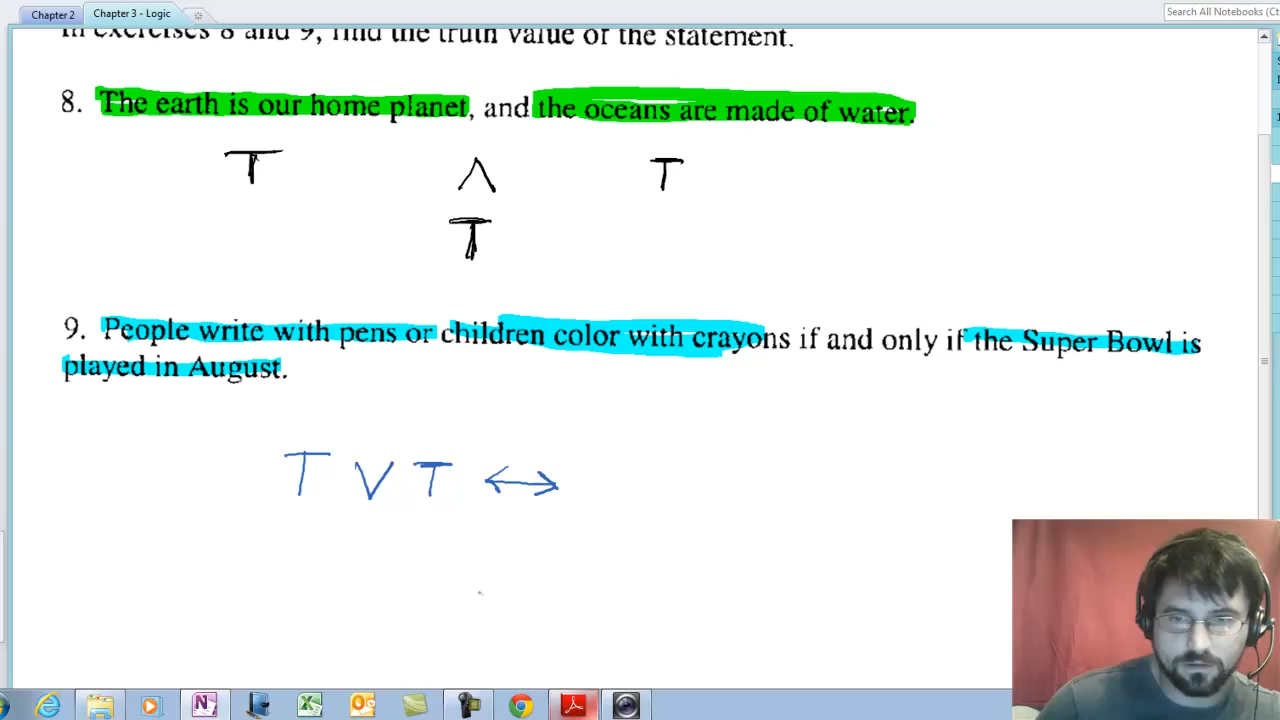 Chapter 2
Chapter 3 - Logic
Search All Notebooks (Ct
In exercises 8 and 9, find the truth value of the statement.
8. The earth is our home planet, and the oceans are made of water.
T Λ T
T
9. People write with pens or children color with crayons if and only if the Super Bowl is
played in August.
T V T ↔